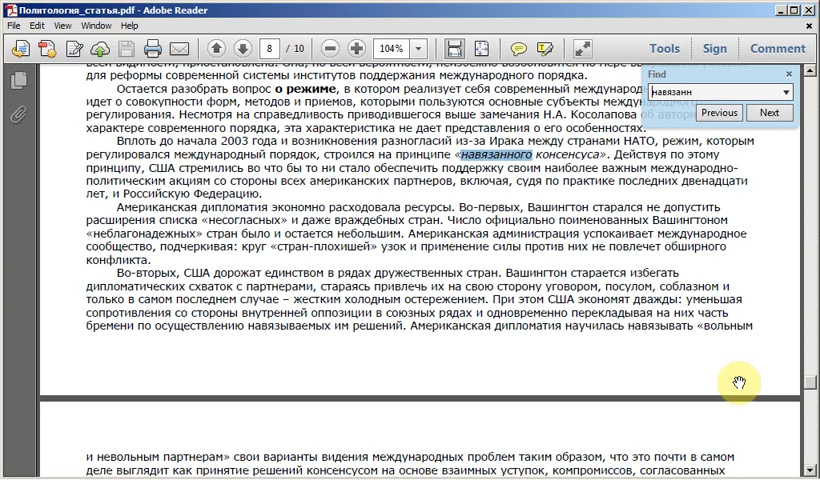 Политология_статья.pdf - Adobe Reader
File Edit View Window Help
8 / 10 104% Tools Sign Comment
Find
навязанн
Previous Next
для реформы современной системы институтов поддержания международного порядка.
Остается разобрать вопрос о режиме, в котором реализует себя современный
идет о совокупности форм, методов и приемов, которыми пользуются основные субъекты
регулирования. Несмотря на справедливость приводившегося выше замечания Н.А. Косолапова об
характере современного порядка, эта характеристика не дает представления о его особенностях.
Вплоть до начала 2003 года и возникновения разногласий из-за Ирака между странами НАТО, режим, которым
регулировался международный порядок, строился на принципе «навязанного консенсуса». Действуя по этому
принципу, США стремились во что бы то ни стало обеспечить поддержку своим наиболее важным международно-
политическим акциям со стороны всех американских партнеров, включая, судя по практике последних двенадцати
лет, и Российскую Федерацию.
Американская дипломатия экономно расходовала ресурсы. Во-первых, Вашингтон старался не допустить
расширения списка «несогласных» и даже враждебных стран. Число официально поименованных Вашингтоном
«неблагонадежных» стран было и остается небольшим. Американская администрация успокаивает международное
сообщество, подчеркивая: круг «стран-плохишей» узок и применение силы против них не повлечет обширного
конфликта.
Во-вторых, США дорожат единством в рядах дружественных стран. Вашингтон старается избегать
дипломатических схваток с партнерами, стараясь привлечь их на свою сторону уговором, посулом, соблазном и
только в самом последнем случае – жестким холодным остережением. При этом США экономят дважды: уменьшая
сопротивления со стороны внутренней оппозиции в союзных рядах и одновременно перекладывая на них часть
бремени по осуществлению навязываемых им решений. Американская дипломатия научилась навязывать «вольным
и невольным партнерам» свои варианты видения международных проблем таким образом, что это почти в самом
деле выглядит как принятие решений консенсусом на основе взаимных уступок, компромиссов, согласованных